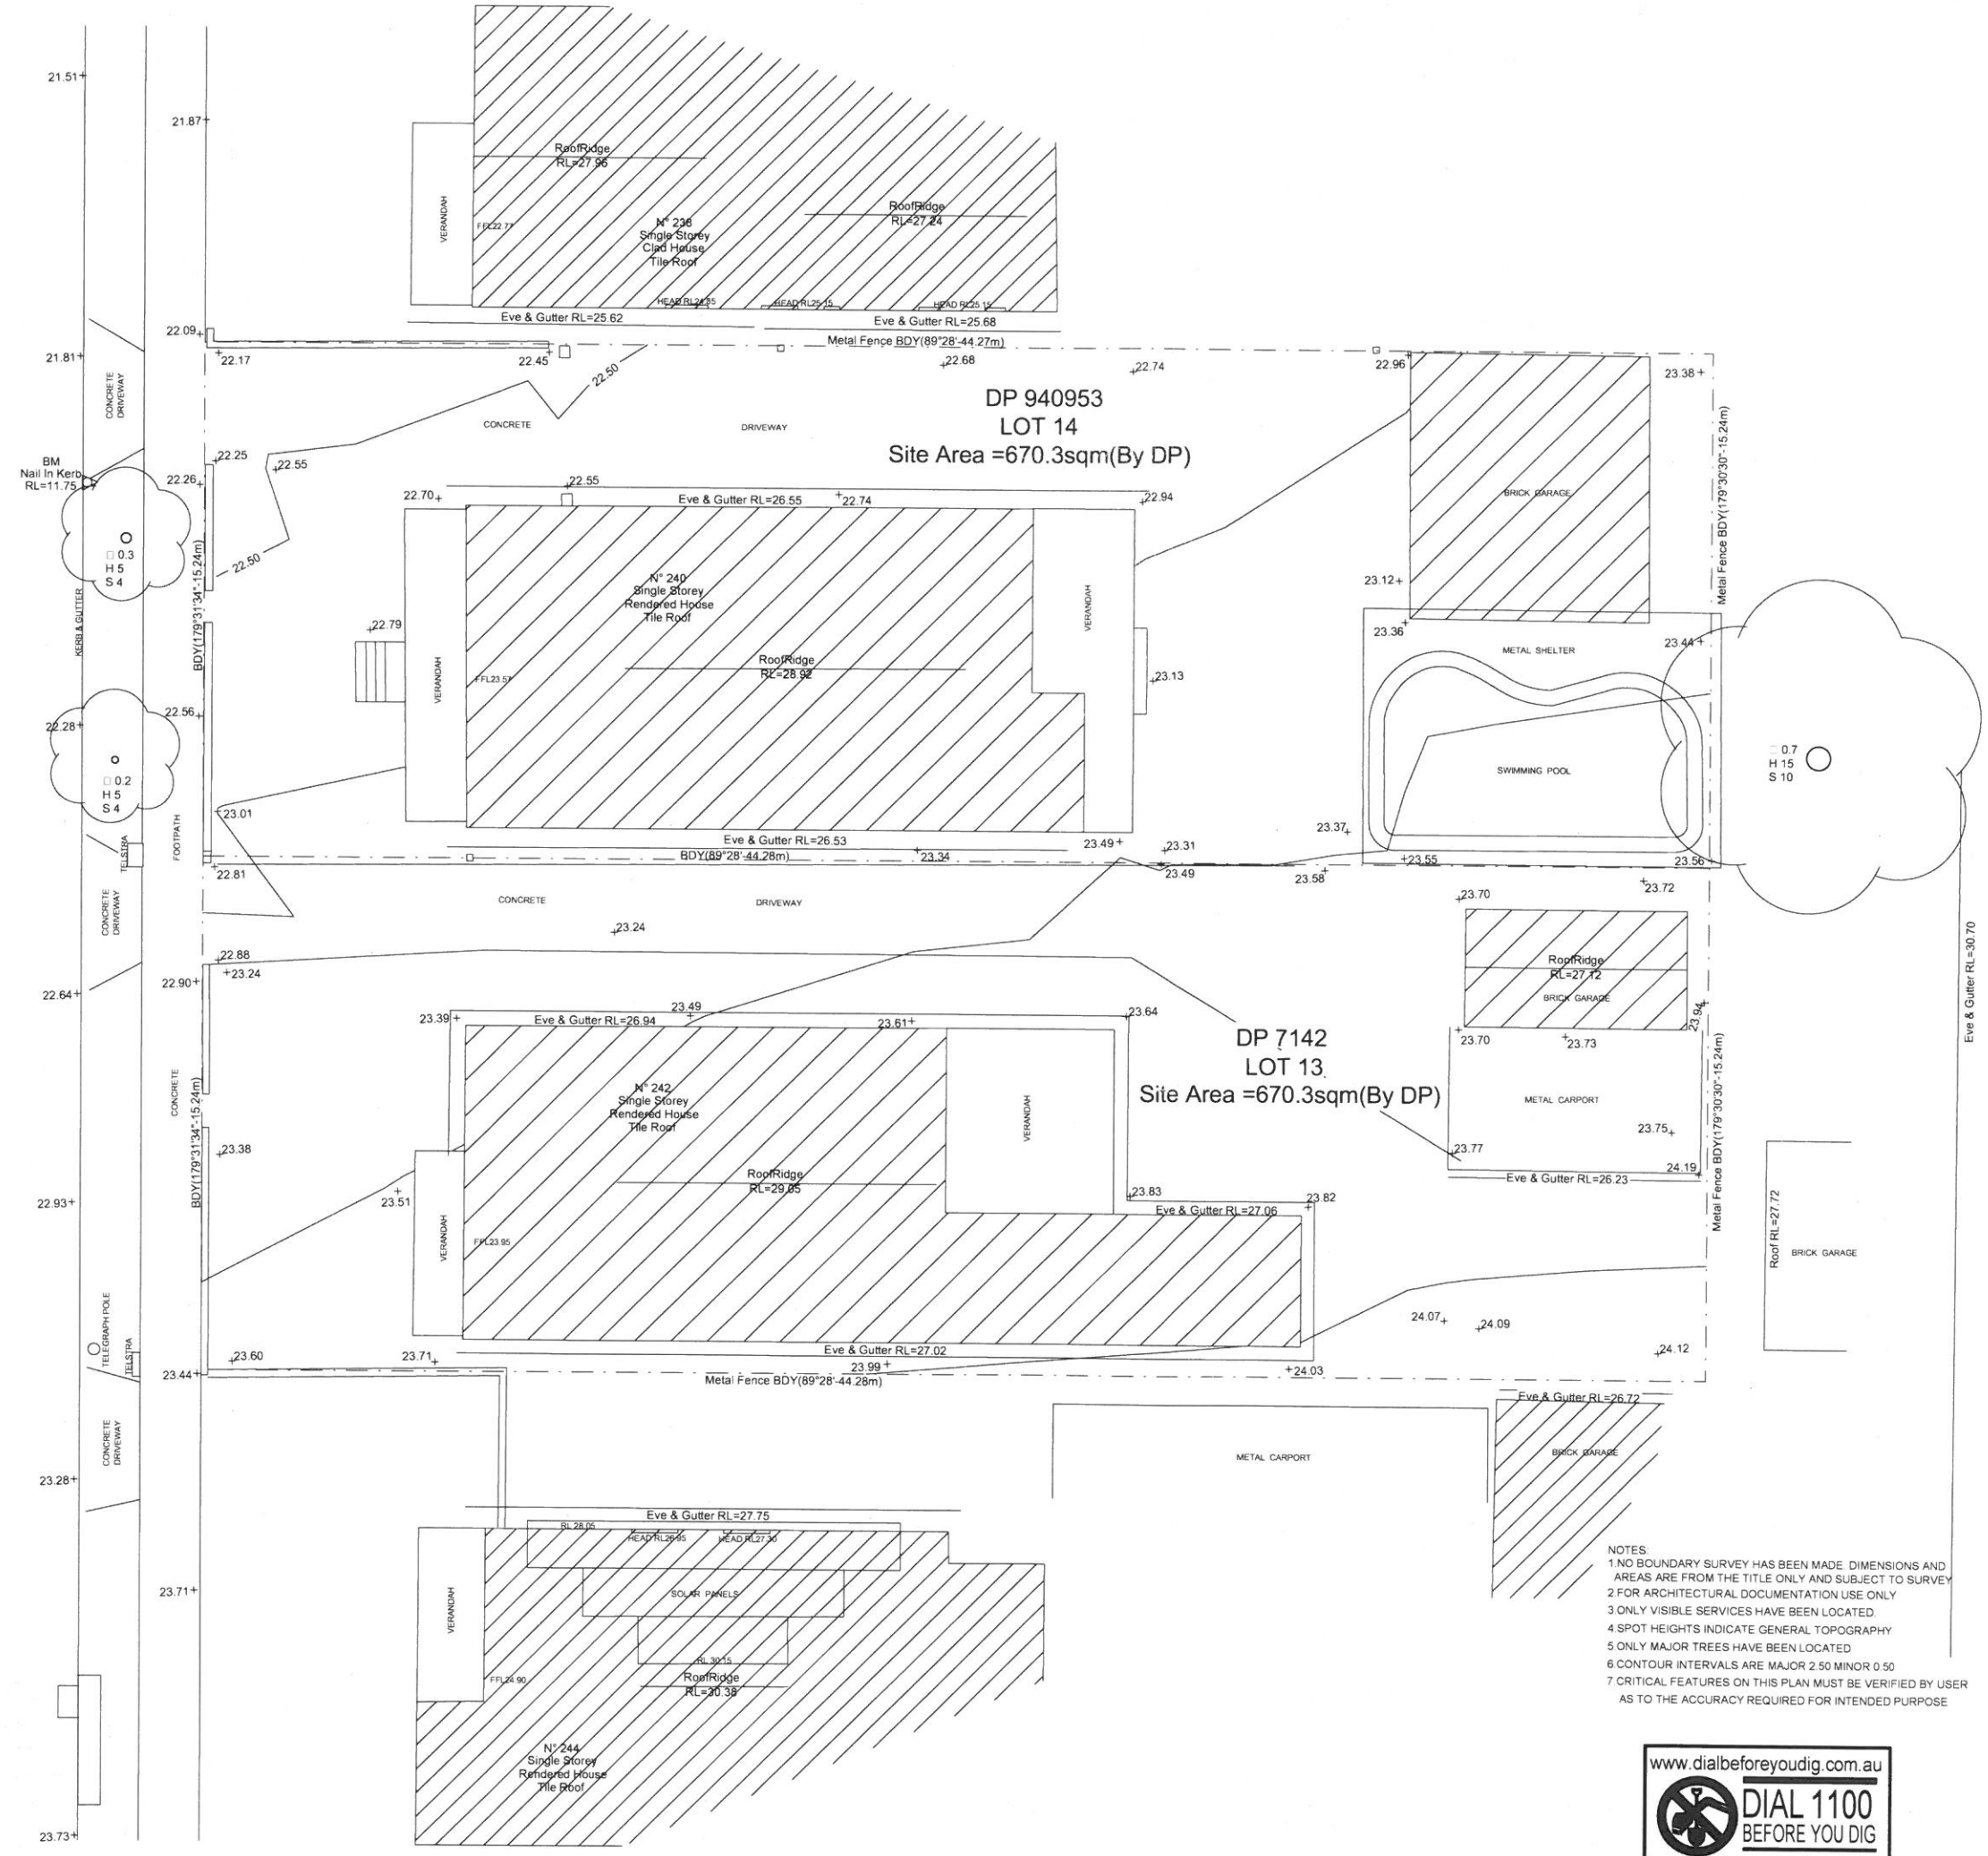 21.51
21.87
RoofRidge
RL=27.96
VERANDAH
FFL22.77
N° 238
Single Storey
Clad House
Tile Roof
RoofRidge
RL=27.24
HEAD RL25.15
HEAD RL25.15
Eve & Gutter RL=25.62
Eve & Gutter RL=25.68
22.09
Metal Fence BDY(89°28'-44.27m)
21.81
22.17
22.45
22.50
22.68
22.74
22.96
23.38
CONCRETE
DRIVEWAY
DP 940953
LOT 14
Site Area =670.3sqm(By DP)
CONCRETE
DRIVEWAY
Metal Fence BDY(179°30'30"-15.24m)
BM
Nail In Kerb
RL=11.75
22.25
22.55
22.26
22.70
22.55
Eve & Gutter RL=26.55
22.74
22.94
BRICK GARAGE
0.3
H 5
S 4
22.50
BDY(179°31'34"-15.24m)
KERB & GUTTER
N° 240
Single Storey
Rendered House
Tile Roof
VERANDAH
23.12
22.79
23.36
METAL SHELTER
23.44
VERANDAH
FFL23.57
RoofRidge
RL=28.92
23.13
22.56
22.28
0.2
H 5
S 4
SWIMMING POOL
0.7
H 15
S 10
23.01
FOOTPATH
TELSTRA
Eve & Gutter RL=26.53
BDY(89°28'-44.28m)
23.34
23.49
23.31
23.37
22.81
23.49
23.58
23.55
23.56
CONCRETE
DRIVEWAY
CONCRETE
DRIVEWAY
23.70
23.72
23.24
22.88
23.24
22.90
22.64
RoofRidge
RL=27.12
BRICK GARAGE
23.94
Eve & Gutter RL=30.70
23.39
Eve & Gutter RL=26.94
23.49
23.61
23.64
23.70
23.73
DP 7142
LOT 13
Site Area =670.3sqm(By DP)
CONCRETE
BDY(179°31'34"-15.24m)
N° 242
Single Storey
Rendered House
Tile Roof
VERANDAH
METAL CARPORT
23.75
Metal Fence BDY(179°30'30"-15.24m)
23.38
23.77
24.19
Eve & Gutter RL=26.23
RoofRidge
RL=29.05
23.51
22.93
23.83
23.82
Eve & Gutter RL=27.06
VERANDAH
FFL23.95
Roof RL=27.72
BRICK GARAGE
TELEGRAPH POLE
TELSTRA
24.07
24.09
24.12
23.60
23.71
Eve & Gutter RL=27.02
23.99
24.03
23.44
Metal Fence BDY(89°28'-44.28m)
Eve & Gutter RL=26.72
CONCRETE
DRIVEWAY
METAL CARPORT
BRICK GARAGE
23.28
Eve & Gutter RL=27.75
RL 28.05
HEAD RL26.95
HEAD RL27.30
SOLAR PANELS
23.71
VERANDAH
RL 30.15
RoofRidge
RL=30.38
FFL24.90
N° 244
Single Storey
Rendered House
Tile Roof
23.73
NOTES:
1.NO BOUNDARY SURVEY HAS BEEN MADE. DIMENSIONS AND
AREAS ARE FROM THE TITLE ONLY AND SUBJECT TO SURVEY
2.FOR ARCHITECTURAL DOCUMENTATION USE ONLY
3.ONLY VISIBLE SERVICES HAVE BEEN LOCATED.
4.SPOT HEIGHTS INDICATE GENERAL TOPOGRAPHY
5.ONLY MAJOR TREES HAVE BEEN LOCATED
6.CONTOUR INTERVALS ARE MAJOR 2.50 MINOR 0.50
7.CRITICAL FEATURES ON THIS PLAN MUST BE VERIFIED BY USER
AS TO THE ACCURACY REQUIRED FOR INTENDED PURPOSE
www.dialbeforeyoudig.com.au
DIAL 1100
BEFORE YOU DIG